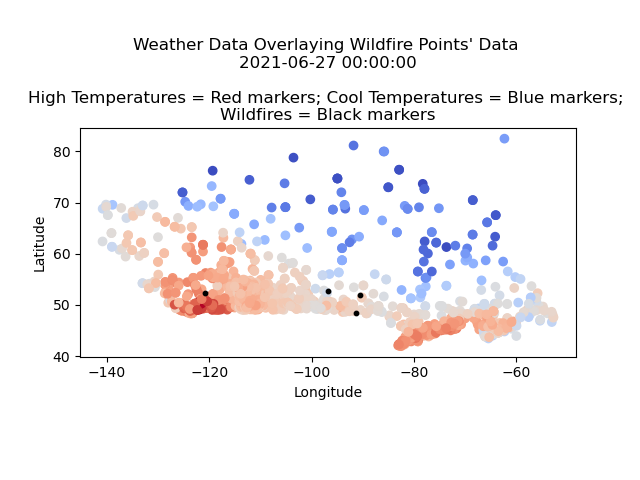 Weather Data Overlaying Wildfire Points' Data
2021-06-27 00:00:00
High Temperatures = Red markers; Cool Temperatures = Blue markers;
Wildfires = Black markers
80
70
60
50
40
Latitude
−140 −120 −100 −80 −60
Longitude